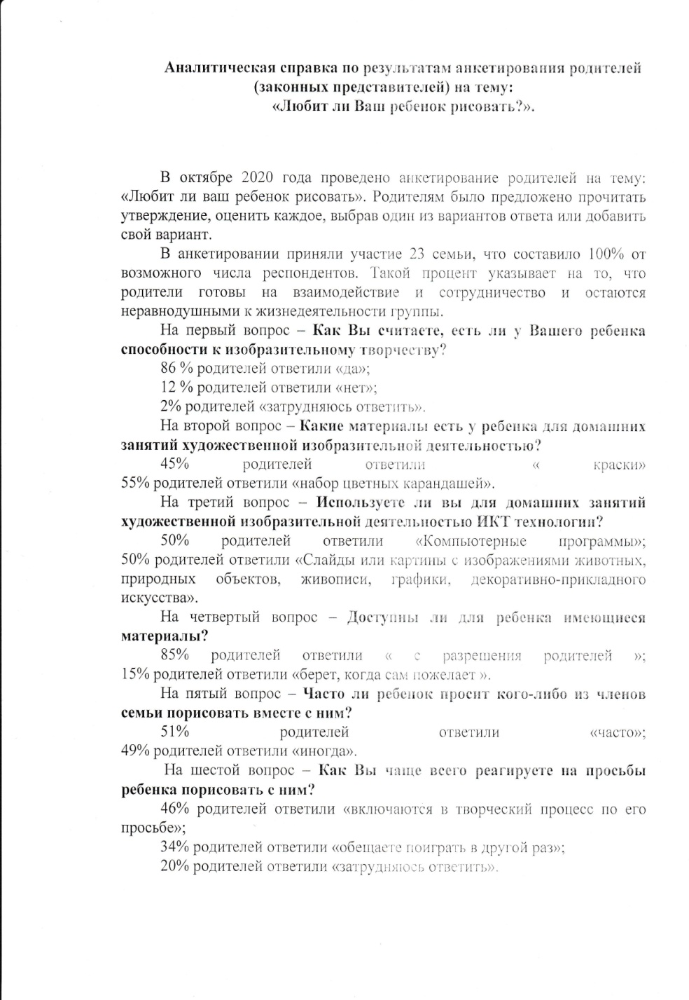 Аналитическая справка по результатам анкетирования родителей
(законных представителей) на тему:
«Любит ли Ваш ребенок рисовать?».
В октябре 2020 года проведено анкетирование родителей на тему:
«Любит ли ваш ребенок рисовать». Родителям было предложено прочитать
утверждение, оценить каждое, выбрав один из вариантов ответа или добавить
свой вариант.
В анкетировании приняли участие 23 семьи, что составило 100% от
возможного числа респондентов. Такой процент указывает на то, что
родители готовы на взаимодействие и сотрудничество и остаются
неравнодушными к жизнедеятельности группы.
На первый вопрос – Как Вы считаете, есть ли у Вашего ребенка
способности к изобразительному творчеству?
86 % родителей ответили «да»;
12 % родителей ответили «нет»;
2% родителей «затрудняюсь ответить».
На второй вопрос – Какие материалы есть у ребенка для домашних
занятий художественной изобразительной деятельностью?
45% родителей ответили « краски»
55% родителей ответили «набор цветных карандашей».
На третий вопрос – Используете ли вы для домашних занятий
художественной изобразительной деятельностью ИКТ технологии?
50% родителей ответили «Компьютерные программы»;
50% родителей ответили «Слайды или картины с изображениями животных,
природных объектов, живописи, графики, декоративно-прикладного
искусства».
На четвертый вопрос – Доступны ли для ребенка имеющиеся
материалы?
85% родителей ответили « с разрешения родителей »;
15% родителей ответили «берет, когда сам пожелает ».
На пятый вопрос – Часто ли ребенок просит кого-либо из членов
семьи порисовать вместе с ним?
51% родителей ответили «часто»;
49% родителей ответили «иногда».
На шестой вопрос – Как Вы чаще всего реагируете на просьбы
ребенка порисовать с ним?
46% родителей ответили «включаются в творческий процесс по его
просьбе»;
34% родителей ответили «обещаете поиграть в другой раз»;
20% родителей ответили «затрудняюсь ответить».